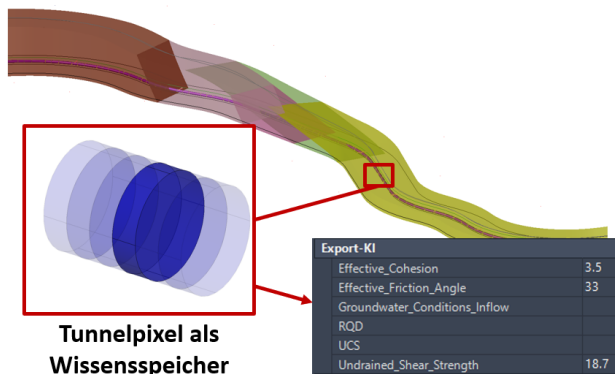 Export-KI
Effective_Cohesion 3.5
Effective_Friction_Angle 33
Groundwater_Conditions_Inflow
RQD
UCS
Undrained_Shear_Strength 18.7
Tunnelpixel als
Wissensspeicher